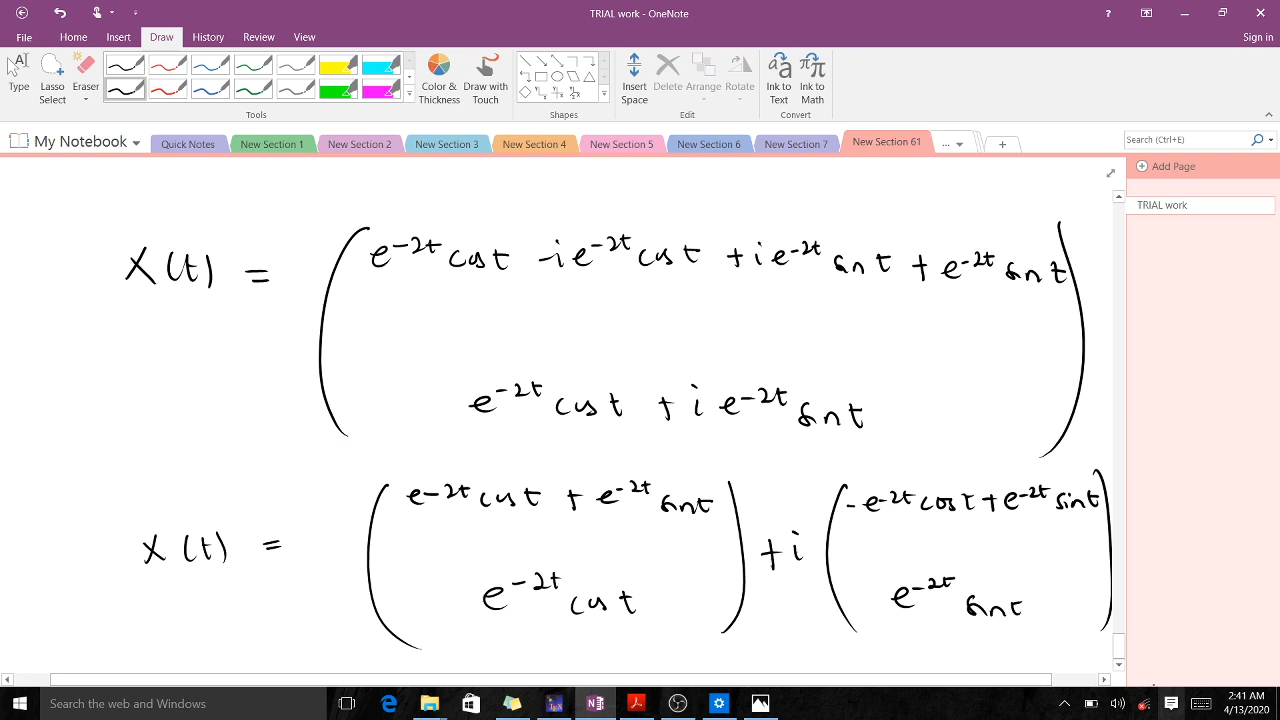 TRIAL work - OneNote
File Home Insert Draw History Review View Sign in
Type Lasso Select Eraser Color & Thickness Draw with Touch Insert Space Delete Arrange Rotate Ink to Text Ink to Math
Tools Shapes Edit Convert
My Notebook Quick Notes New Section 1 New Section 2 New Section 3 New Section 4 New Section 5 New Section 6 New Section 7 New Section 61 ... Search (Ctrl+E)
Add Page
TRIAL work
X(t) = ( e^{-2t} cos t - i e^{-2t} cos t + i e^{-2t} sin t + e^{-2t} sin t
e^{-2t} cos t + i e^{-2t} sin t )
X(t) = ( e^{-2t} cos t + e^{-2t} sin t
e^{-2t} cos t ) + i ( -e^{-2t} cos t + e^{-2t} sin t
e^{-2t} sin t )
Search the web and Windows 2:41 AM
4/13/2020